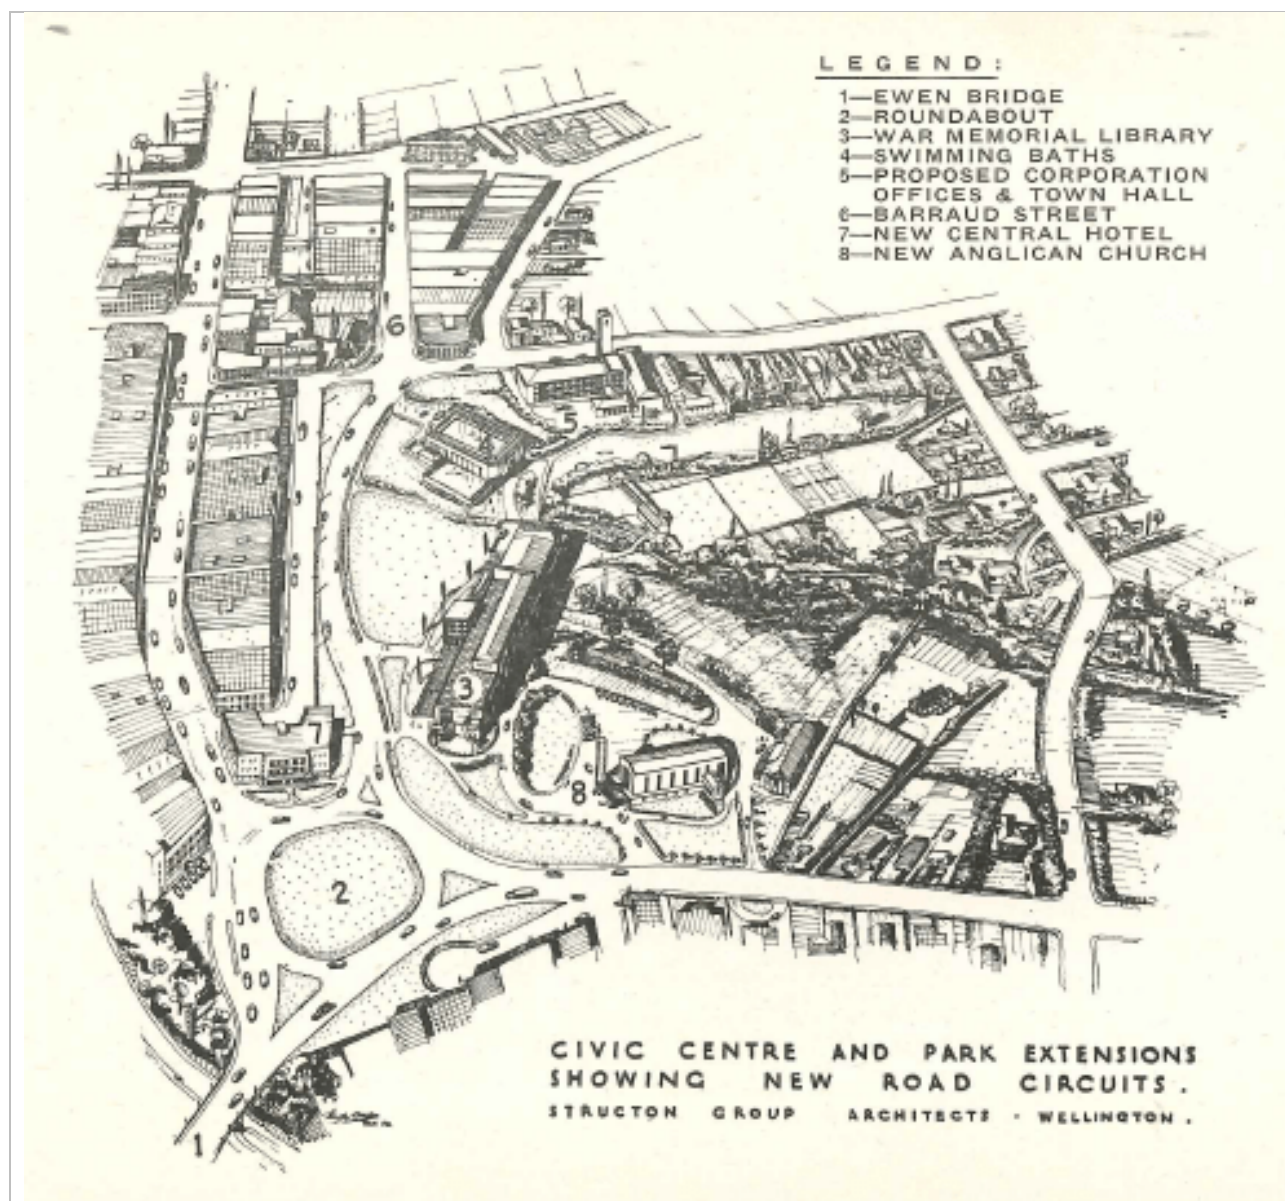 LEGEND:
1—EWEN BRIDGE
2—ROUNDABOUT
3—WAR MEMORIAL LIBRARY
4—SWIMMING BATHS
5—PROPOSED CORPORATION
OFFICES & TOWN HALL
6—BARRAUD STREET
7—NEW CENTRAL HOTEL
8—NEW ANGLICAN CHURCH
6
5
3
7
8
2
CIVIC CENTRE AND PARK EXTENSIONS
SHOWING NEW ROAD CIRCUITS.
STRUCTON GROUP ARCHITECTS · WELLINGTON.
1